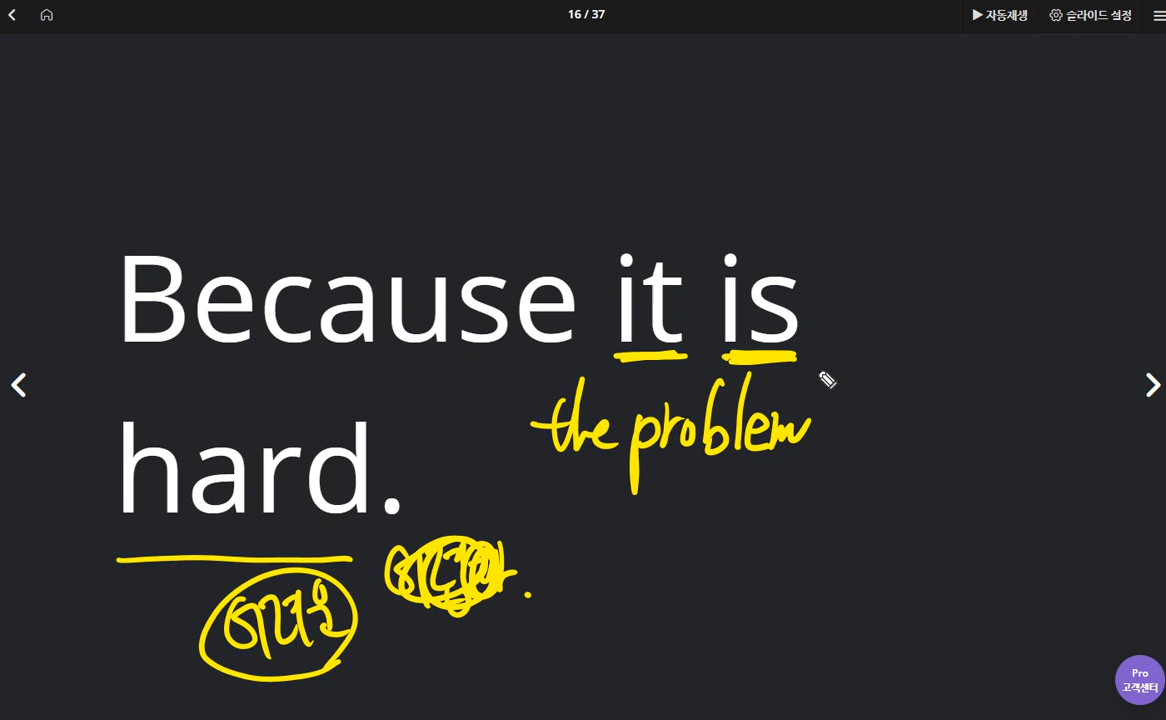 16 / 37
▶ 자동재생
슬라이드 설정
Because it is
the problem
hard.
어려운
Pro
고객센터